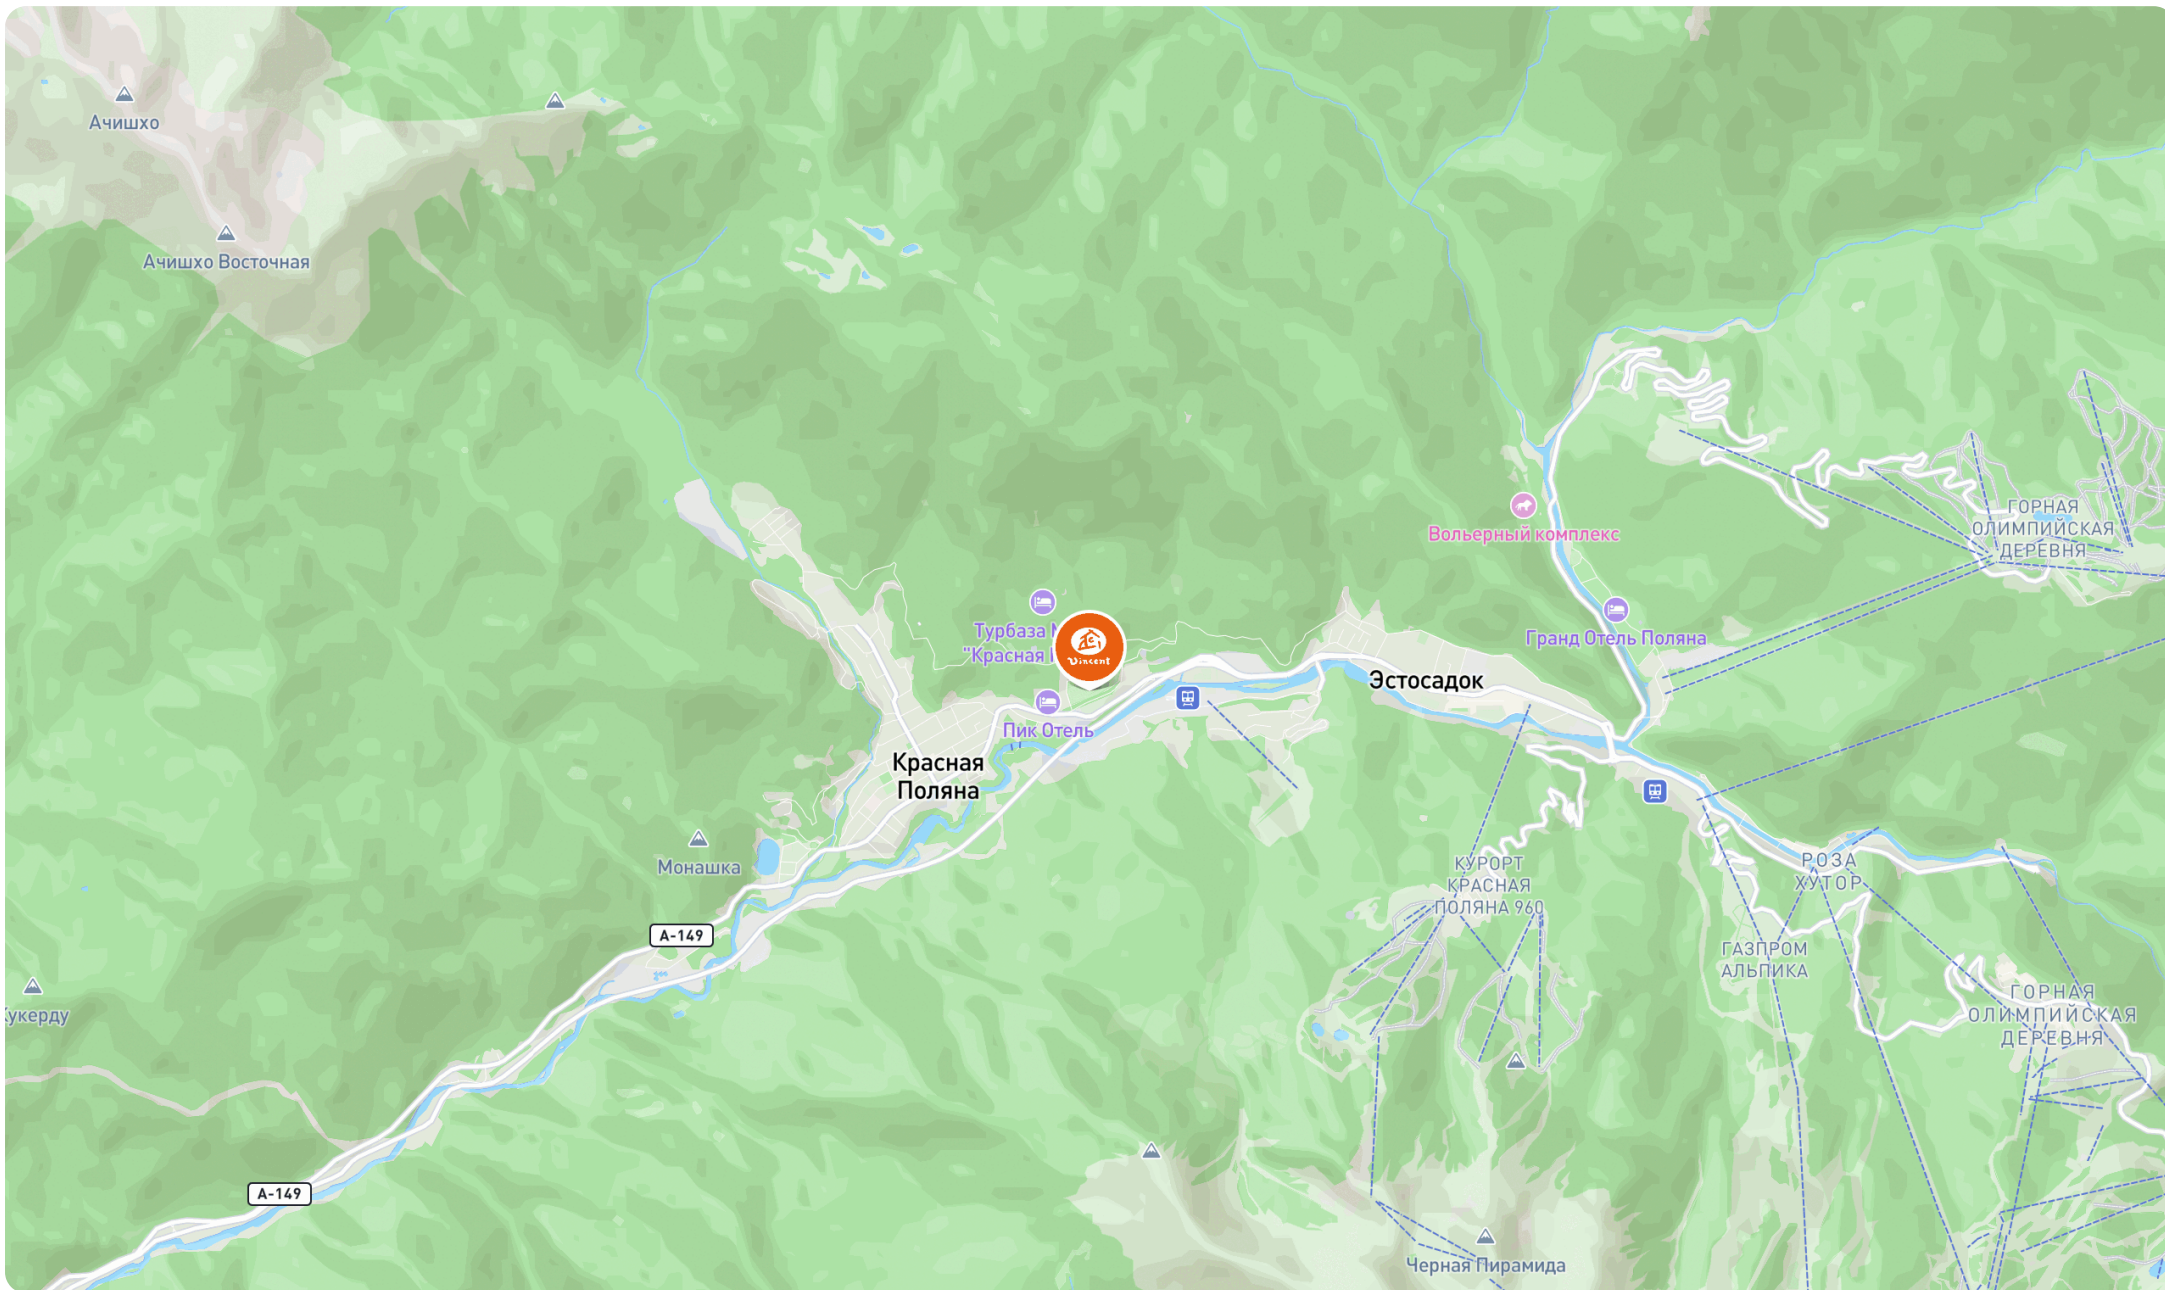 Ачишхо
Ачишхо Восточная
ГОРНАЯ
ОЛИМПИЙСКАЯ
ДЕРЕВНЯ
Вольерный комплекс
Турбаза
"Красная
Vincent
Гранд Отель Поляна
Эстосадок
Пик Отель
Красная
Поляна
Монашка
КУРОРТ
КРАСНАЯ
ПОЛЯНА 960
РОЗА
ХУТОР
А-149
ГАЗПРОМ
АЛЬПИКА
ГОРНАЯ
ОЛИМПИЙСКАЯ
ДЕРЕВНЯ
А-149
Черная Пирамида